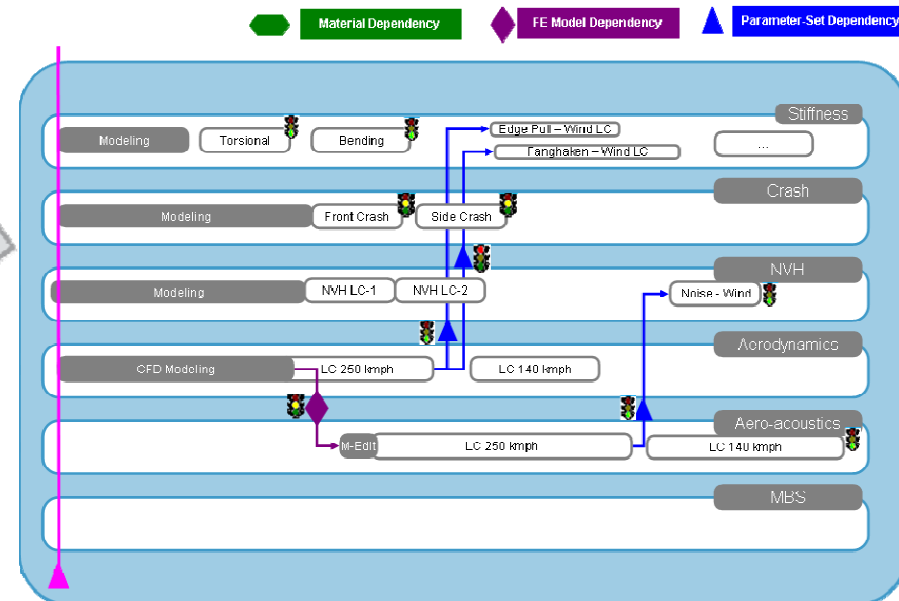 Material Dependency
FE Model Dependency
Parameter-Set Dependency
Stiffness
Modeling
Torsional
Bending
Edge Pull – Wind LC
Fanghaken – Wind LC
...
Crash
Modeling
Front Crash
Side Crash
NVH
Modeling
NVH LC-1
NVH LC-2
Noise - Wind
Aerodynamics
CFD Modeling
LC 250 kmph
LC 140 kmph
Aero-acoustics
M-Edit
LC 250 kmph
LC 140 kmph
MBS